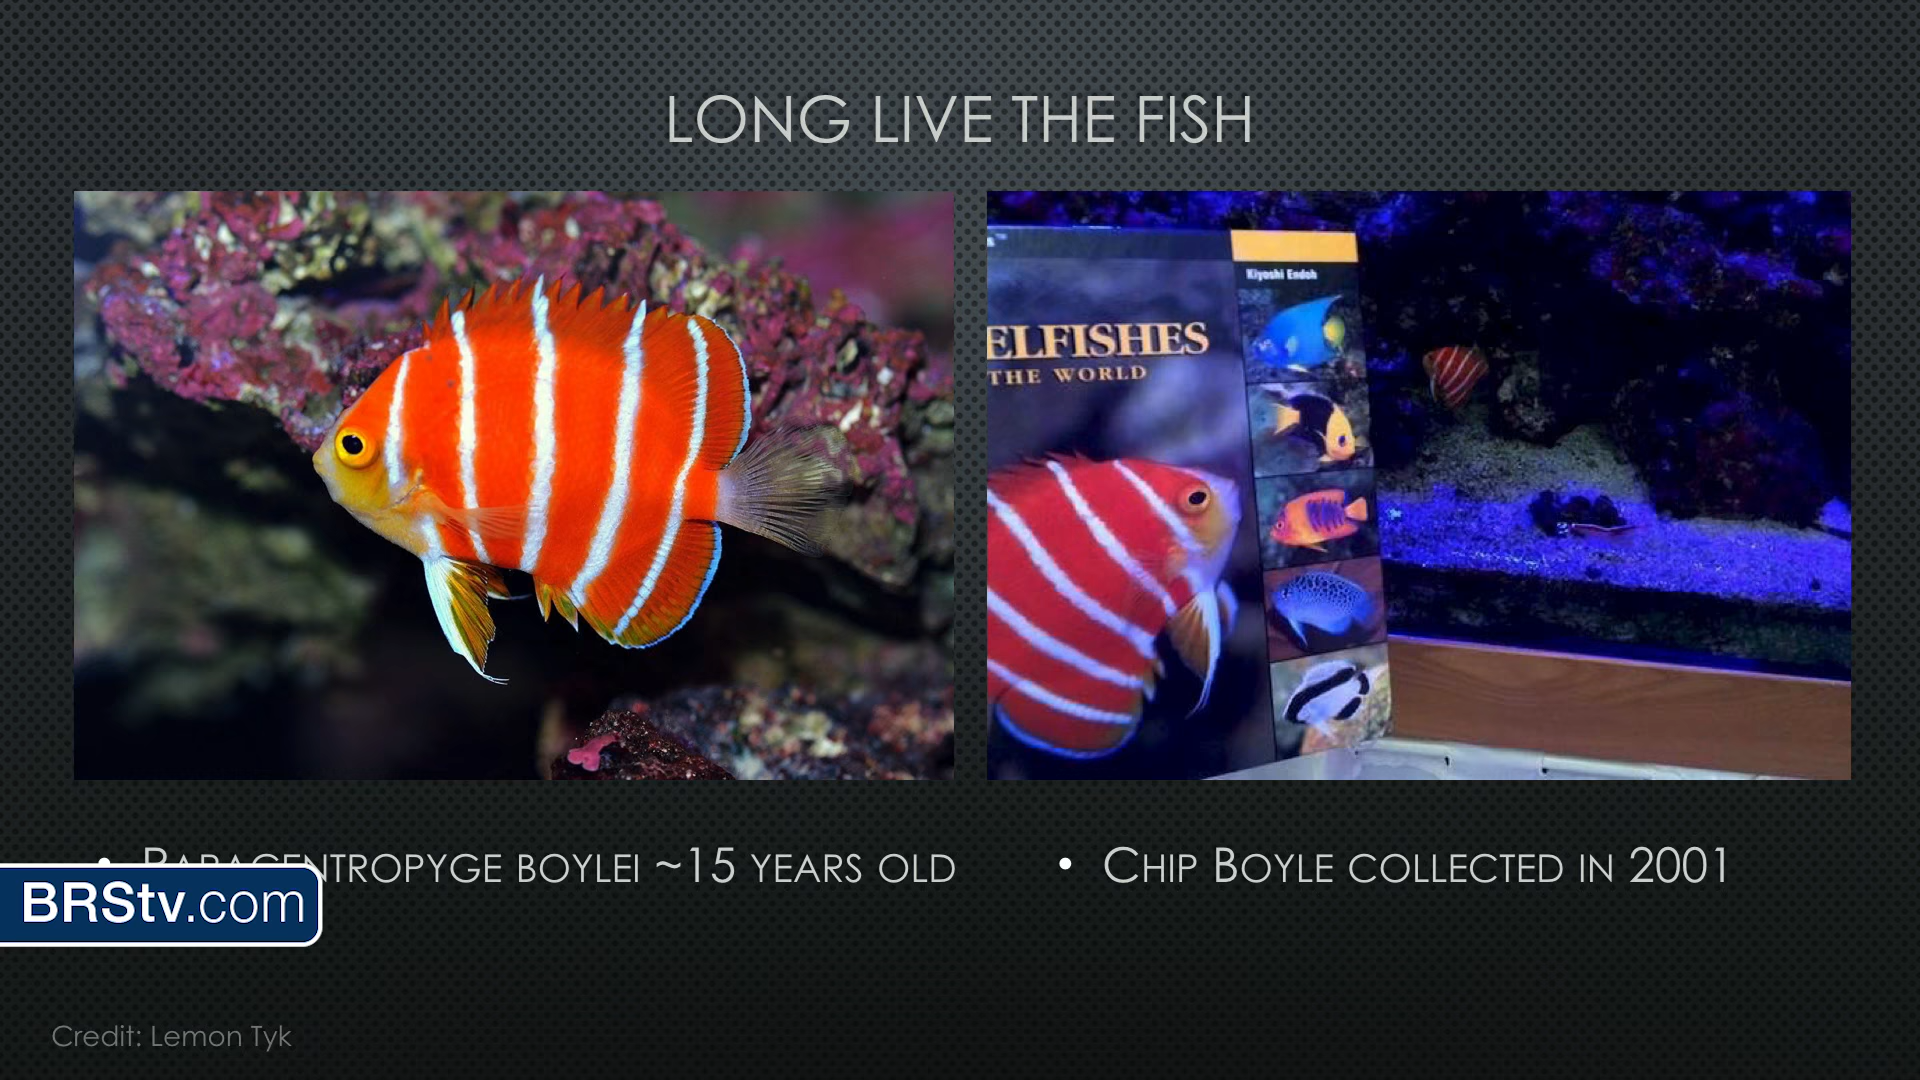 LONG LIVE THE FISH
Kiyoshi Endoh
ELFISHES
THE WORLD
• PARACENTROPYGE BOYLEI ~15 YEARS OLD
• CHIP BOYLE COLLECTED IN 2001
BRStv.com
Credit: Lemon Tyk